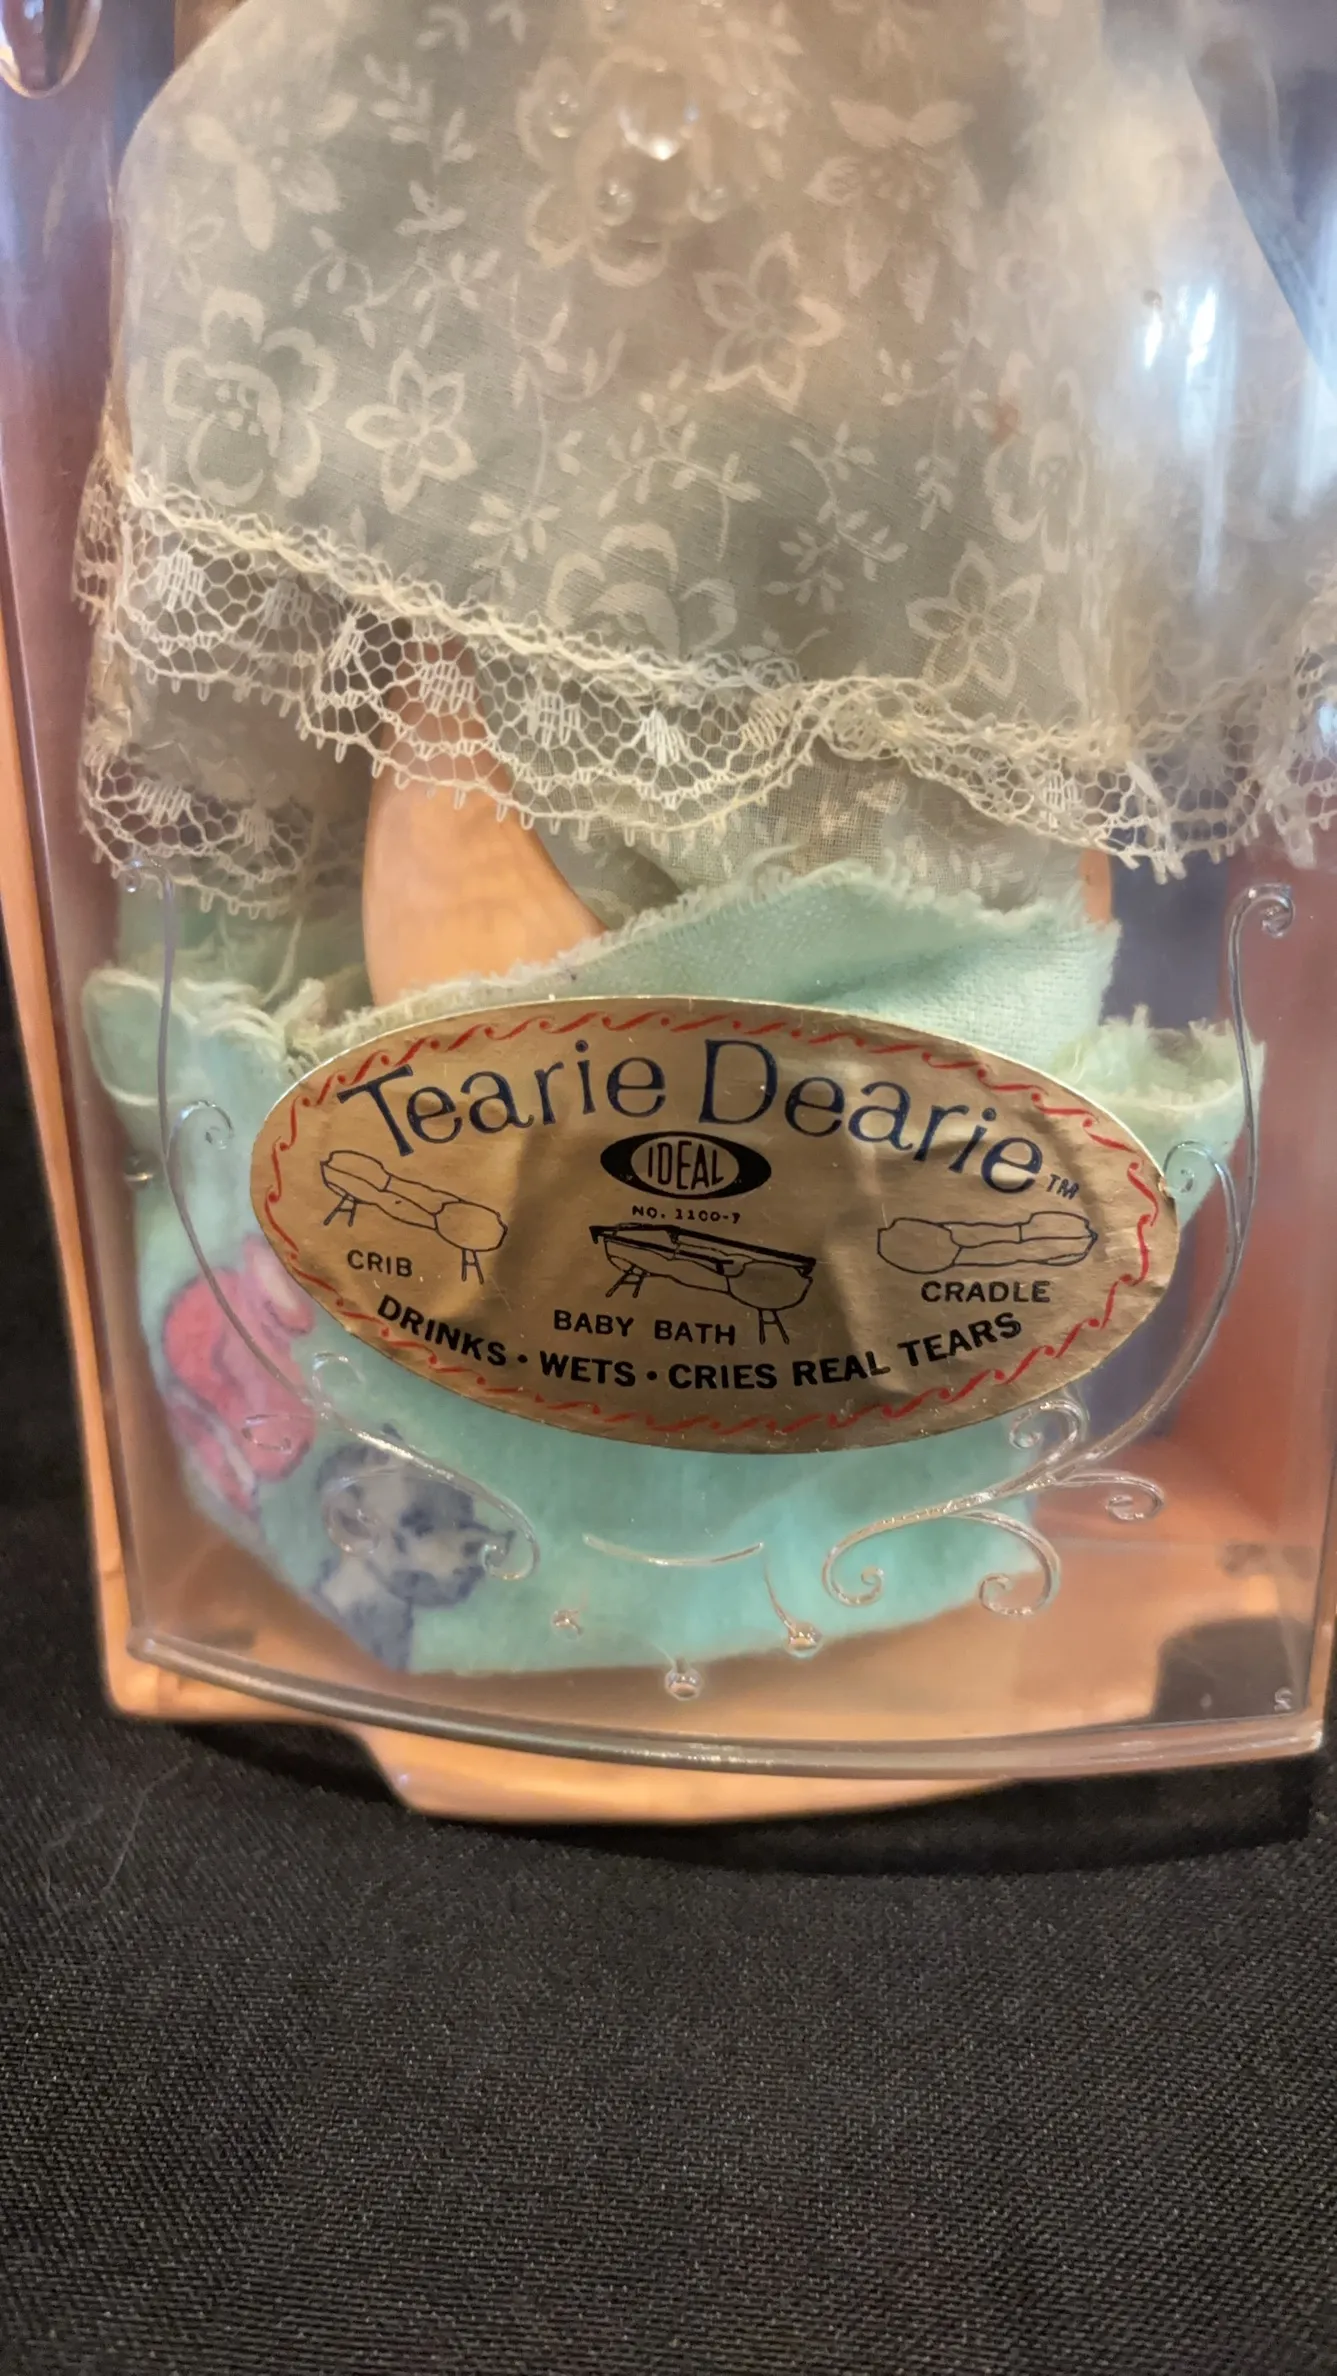 Tearie Dearie™
IDEAL
NO. 1100-7
CRIB
BABY BATH
CRADLE
DRINKS • WETS • CRIES REAL TEARS